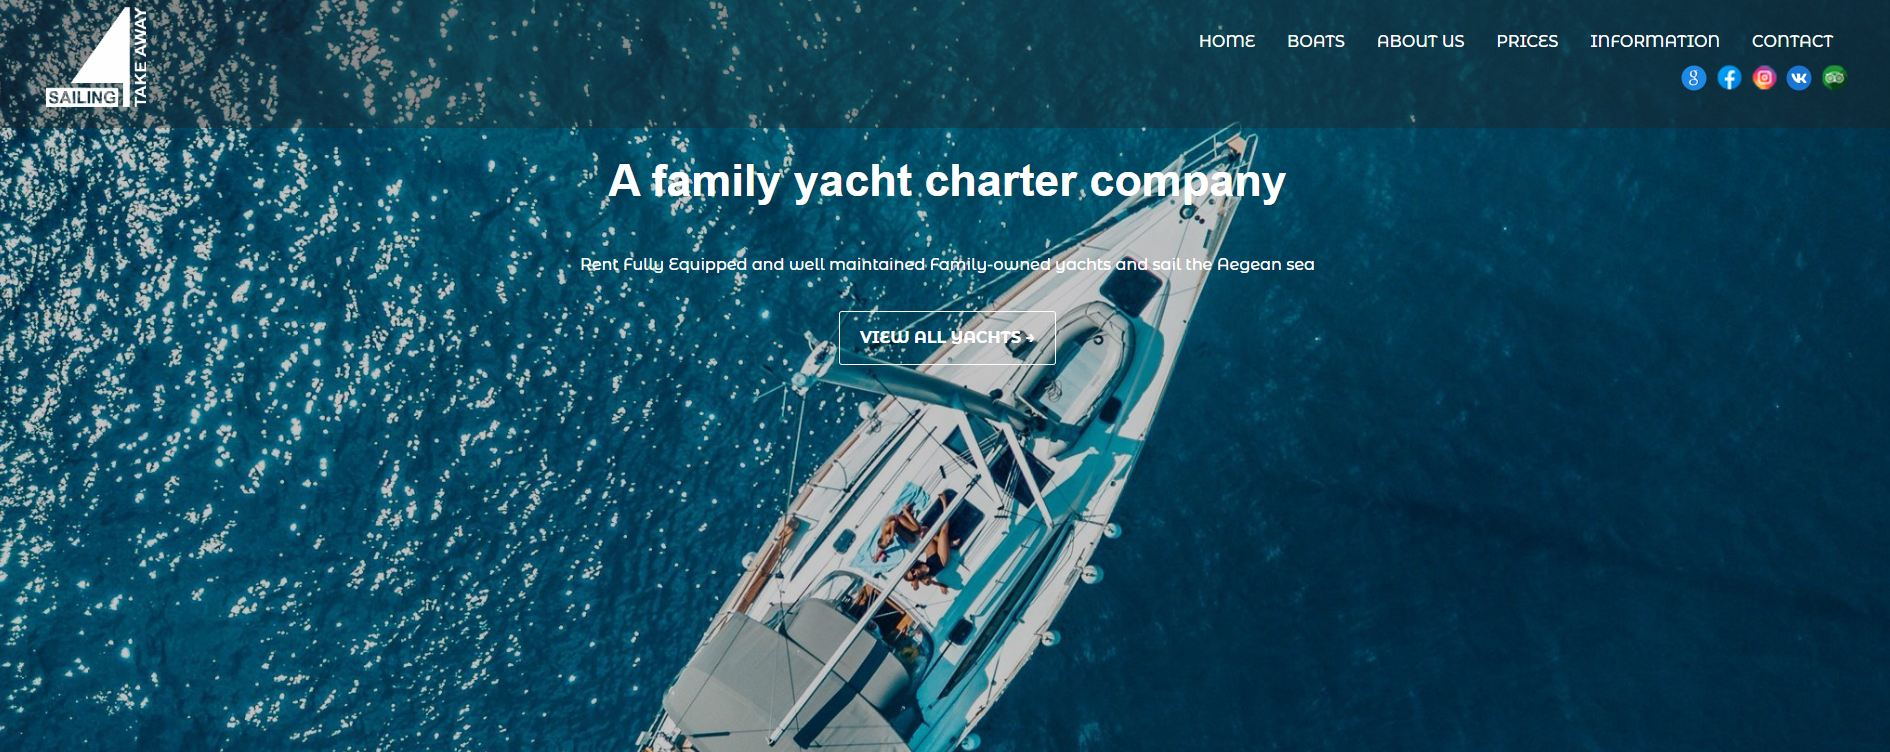 SAILING
TAKE AWAY
HOME BOATS ABOUT US PRICES INFORMATION CONTACT
A family yacht charter company
Rent Fully Equipped and well maintained Family-owned yachts and sail the Aegean sea
VIEW ALL YACHTS →